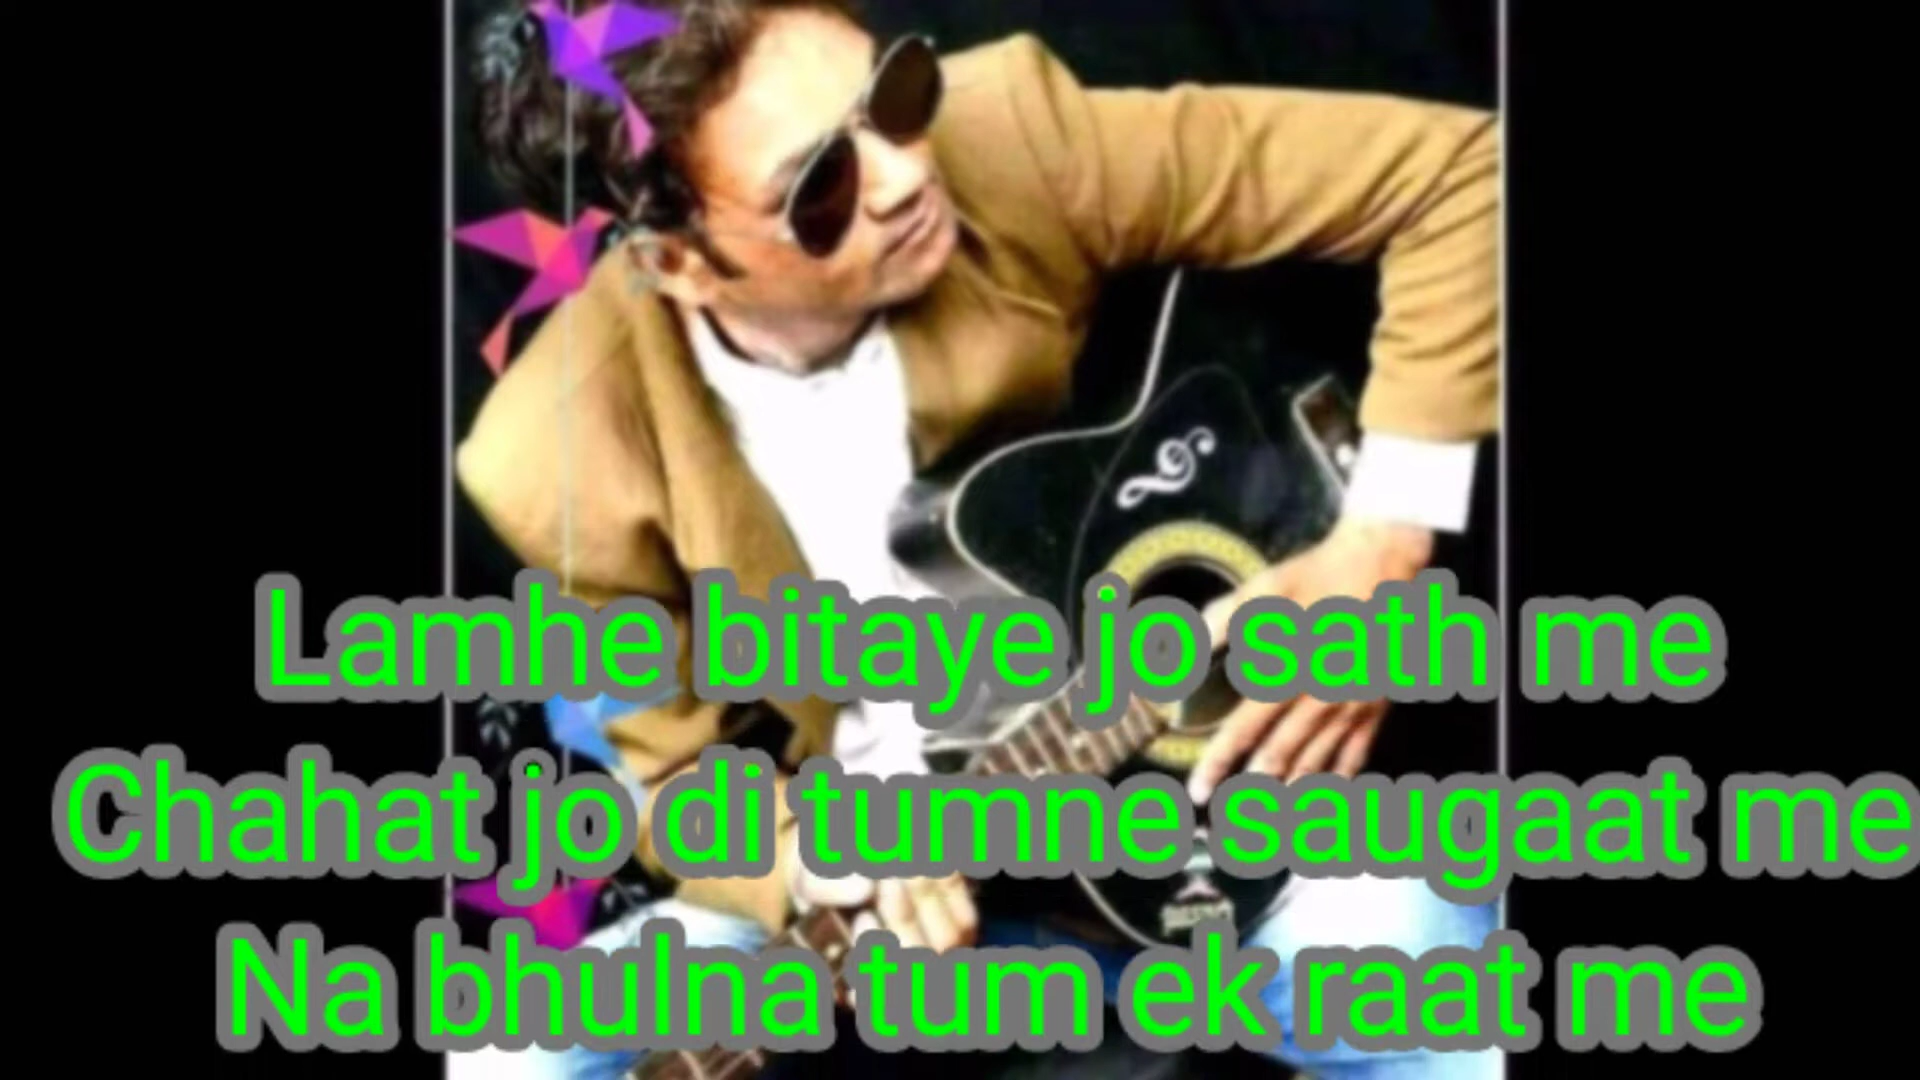 Lamhe bitaye jo sath me
Chahat jo di tumne saugaat me
Na bhulna tum ek raat me